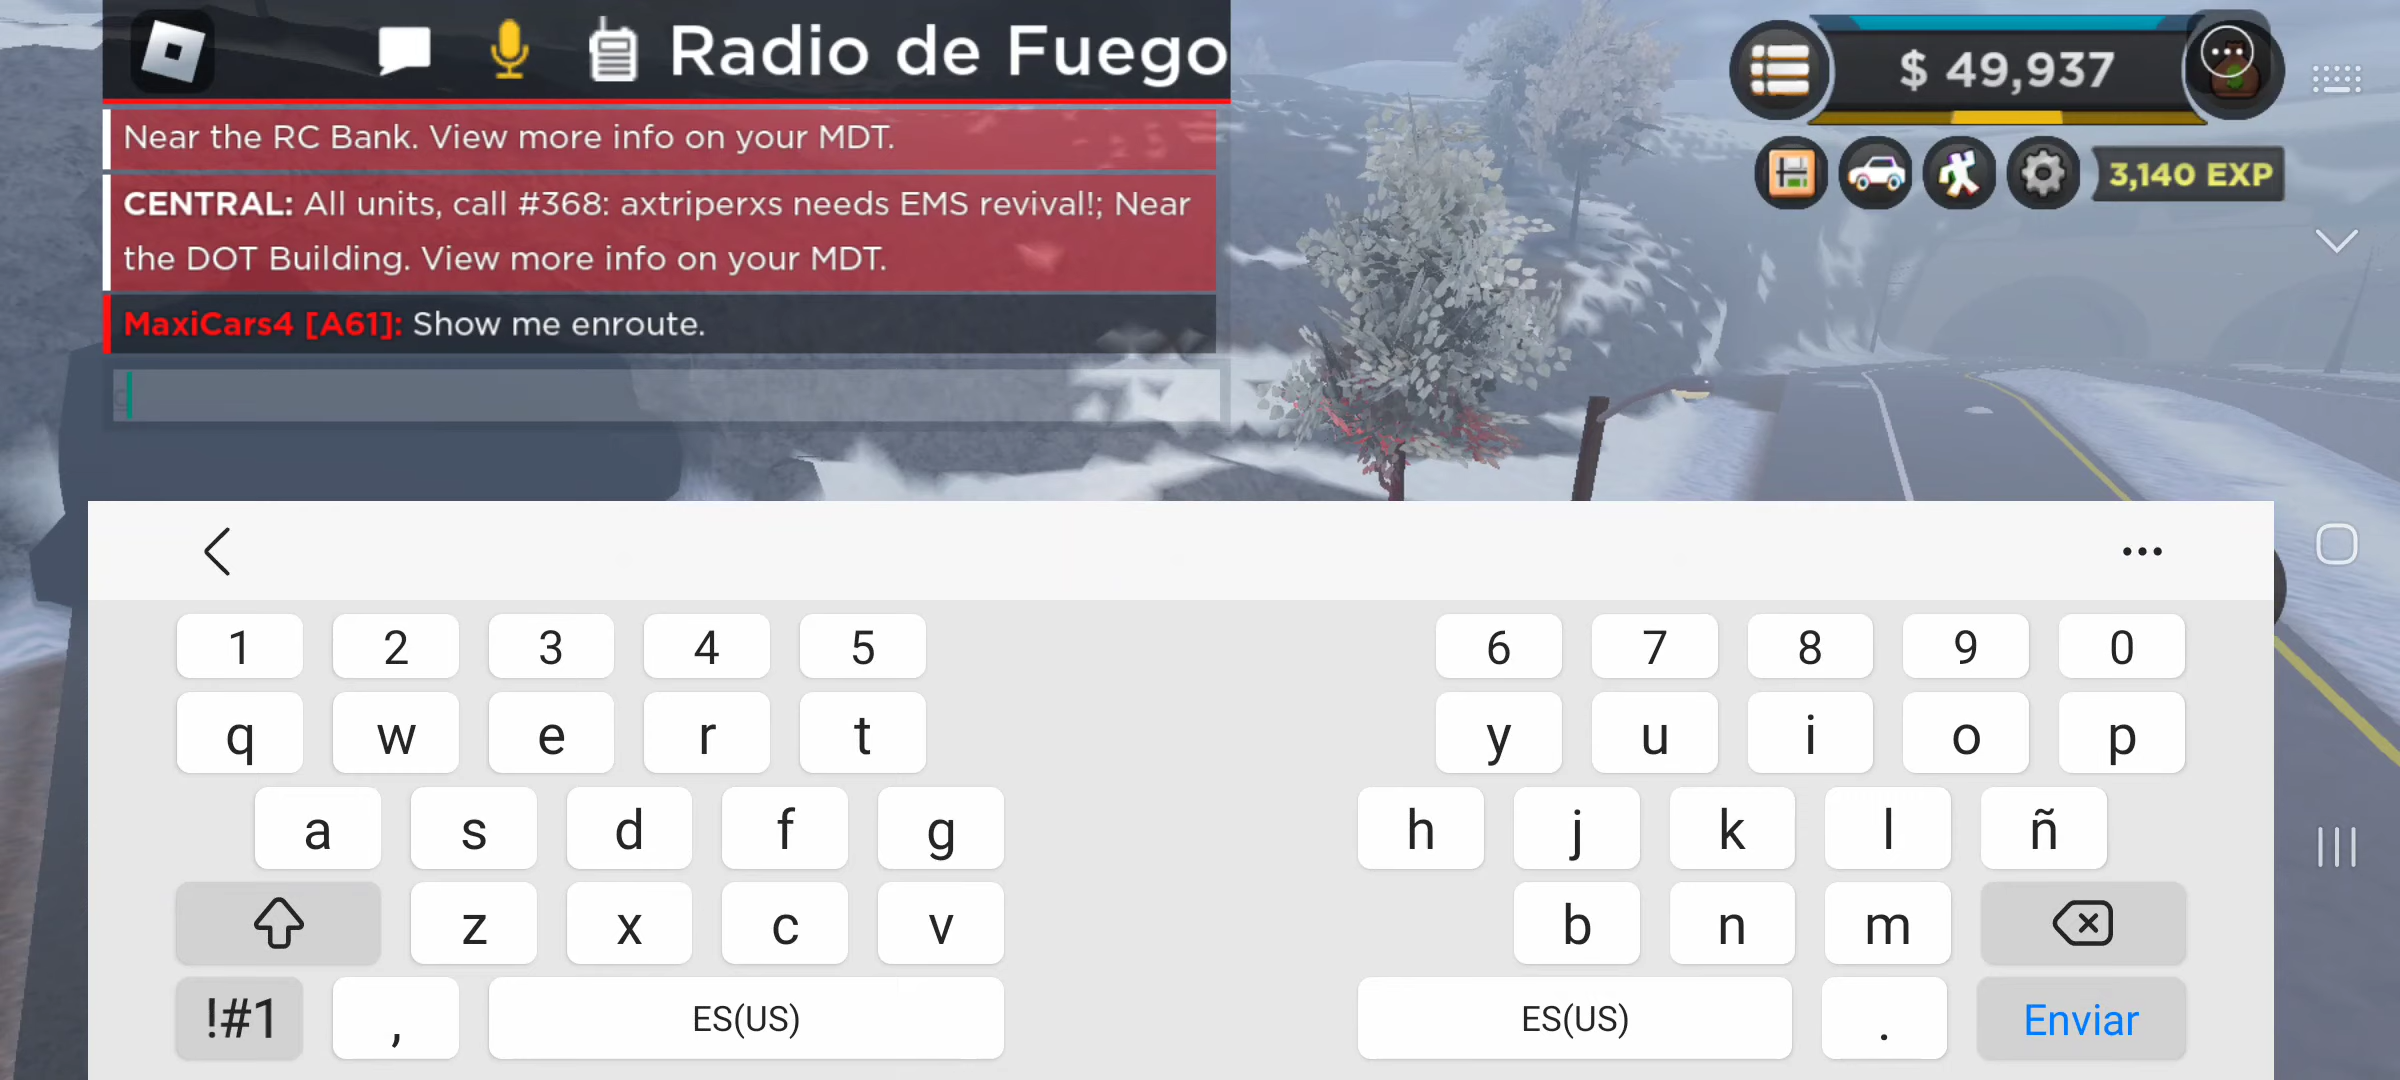 Radio de Fuego
$ 49,937
3,140 EXP
Near the RC Bank. View more info on your MDT.
CENTRAL: All units, call #368: axtriperxs needs EMS revival!; Near
the DOT Building. View more info on your MDT.
MaxiCars4 [A61]: Show me enroute.
1 2 3 4 5 6 7 8 9 0
q w e r t y u i o p
a s d f g h j k l ñ
z x c v b n m
!#1 , ES(US) ES(US) . Enviar